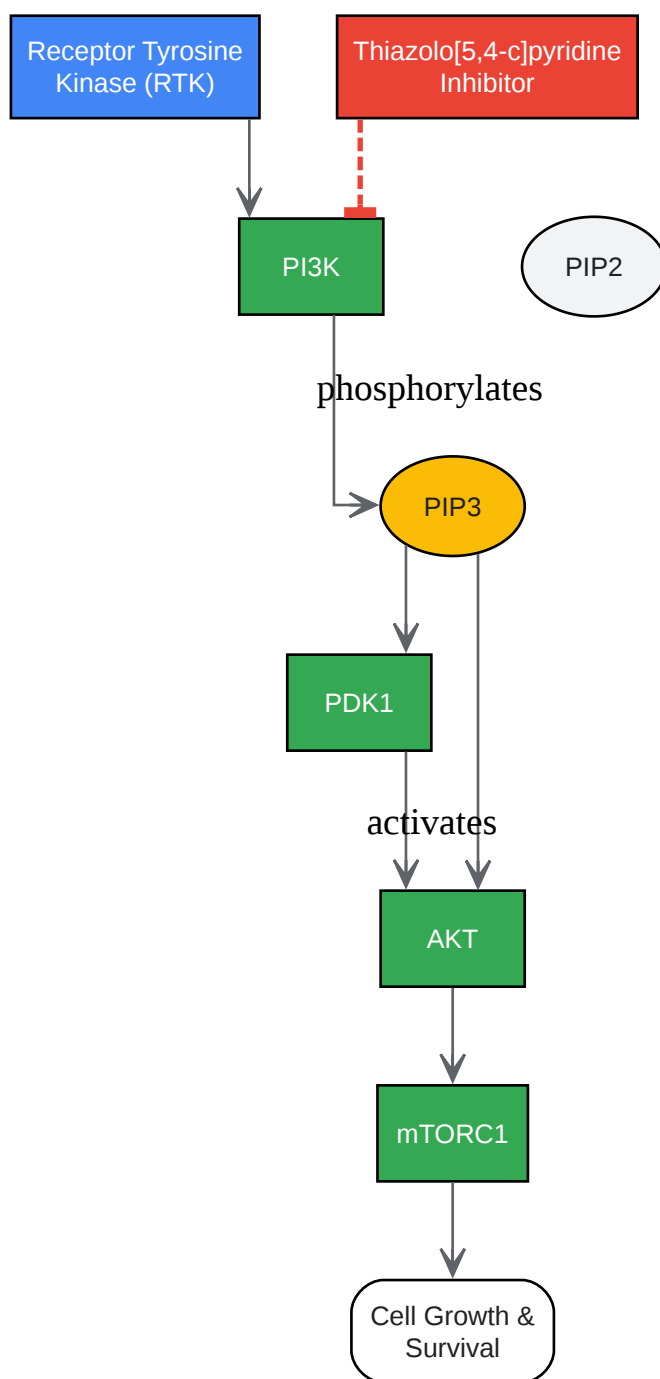 Receptor Tyrosine
Kinase (RTK)
Thiazolo[5,4-c]pyridine
Inhibitor
PI3K
PIP2
phosphorylates
PIP3
PDK1
activates
AKT
mTORC1
Cell Growth &
Survival